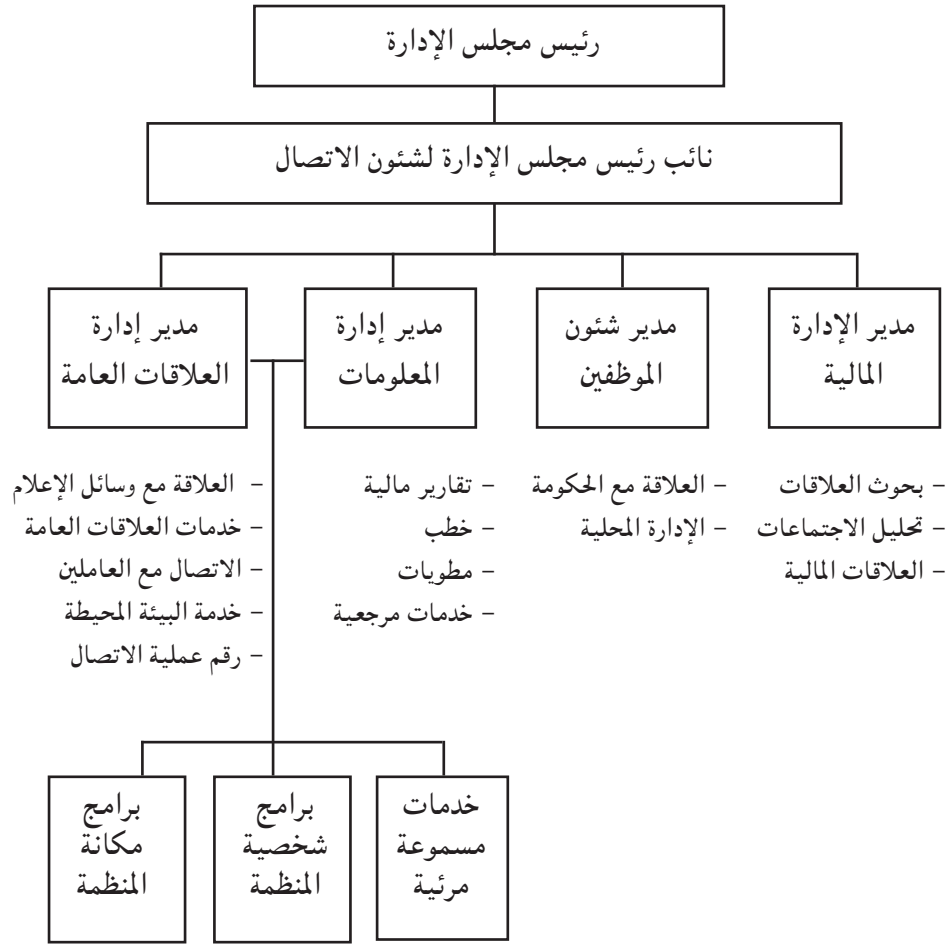 رئيس مجلس الإدارة
نائب رئيس مجلس الإدارة لشئون الاتصال
مدير الإدارة
المالية
مدير شئون
الموظفين
مدير إدارة
المعلومات
مدير إدارة
العلاقات العامة
– بحوث العلاقات
– تحليل الاجتماعات
– العلاقات المالية
– العلاقة مع الحكومة
– الإدارة المحلية
– تقارير مالية
– خطب
– مطويات
– خدمات مرجعية
– العلاقة مع وسائل الإعلام
– خدمات العلاقات العامة
– الاتصال مع العاملين
– خدمة البيئة المحيطة
– رقم عملية الاتصال
خدمات
مسموعة
مرئية
برامج
شخصية
المنظمة
برامج
مكانة
المنظمة